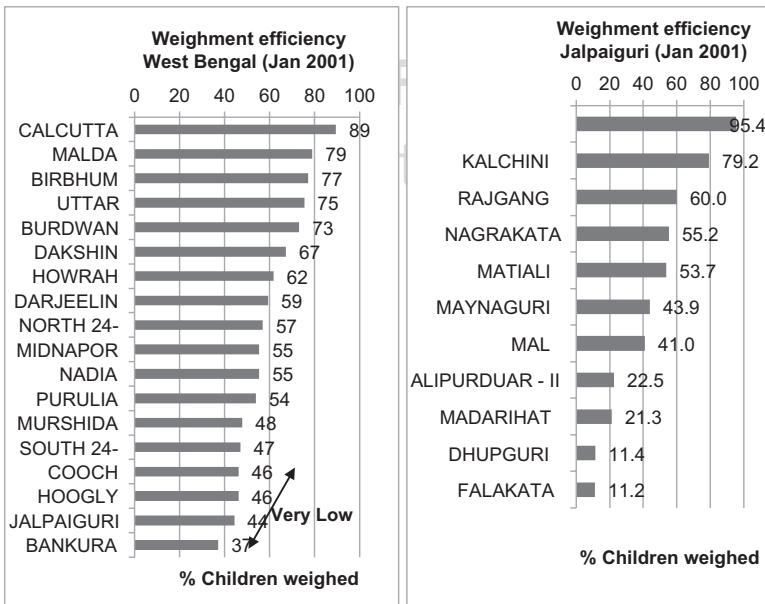 Weighment efficiency
West Bengal (Jan 2001)
0 20 40 60 80 100
CALCUTTA 89
MALDA 79
BIRBHUM 77
UTTAR 75
BURDWAN 73
DAKSHIN 67
HOWRAH 62
DARJEELIN 59
NORTH 24- 57
MIDNAPOR 55
NADIA 55
PURULIA 54
MURSHIDA 48
SOUTH 24- 47
COOCH 46
HOOGLY 46
JALPAIGURI 44
Very Low
BANKURA 37
% Children weighed
Weighment efficiency
Jalpaiguri (Jan 2001)
0 20 40 60 80 100
95.4
KALCHINI 79.2
RAJGANG 60.0
NAGRAKATA 55.2
MATIALI 53.7
MAYNAGURI 43.9
MAL 41.0
ALIPURDUAR - II 22.5
MADARIHAT 21.3
DHUPGURI 11.4
FALAKATA 11.2
% Children weighed